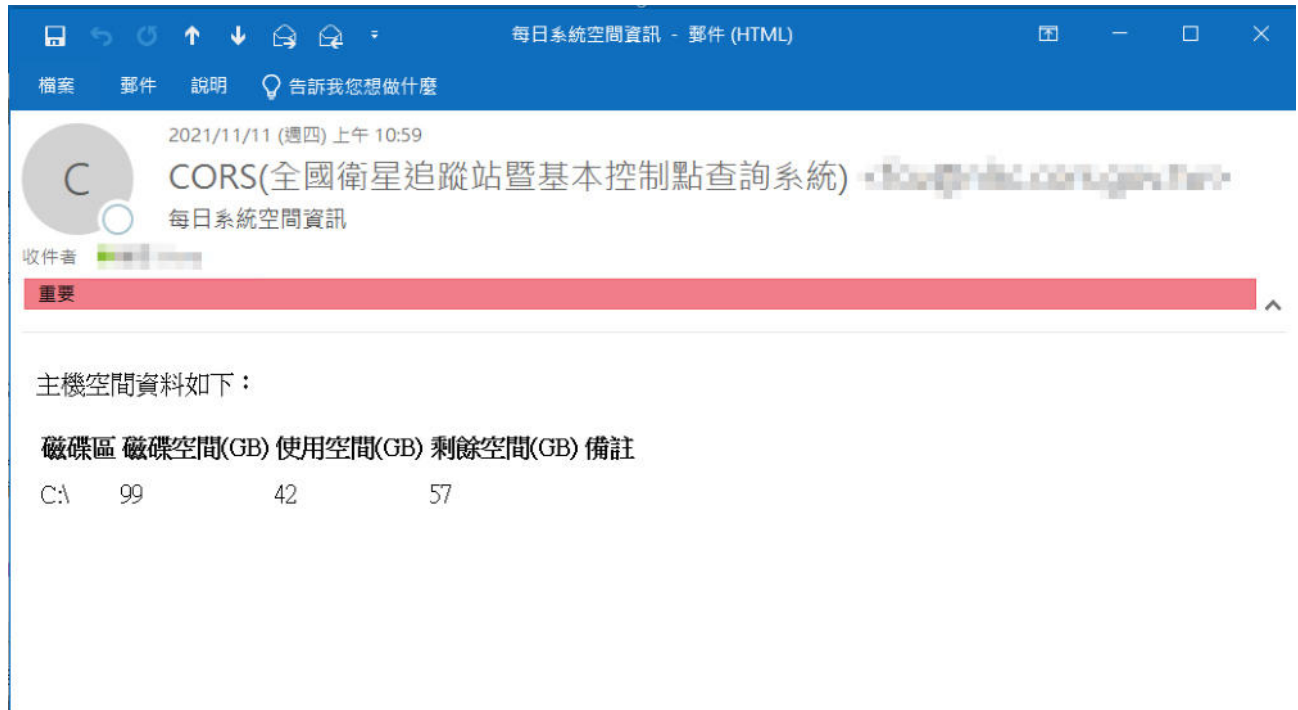 每日系統空間資訊 - 郵件 (HTML)
檔案 郵件 說明 告訴我您想做什麼
2021/11/11 (週四) 上午 10:59
C
CORS(全國衛星追蹤站暨基本控制點查詢系統)
每日系統空間資訊
收件者
重要
主機空間資料如下：
磁碟區 磁碟空間(GB) 使用空間(GB) 剩餘空間(GB) 備註
C:\ 99 42 57